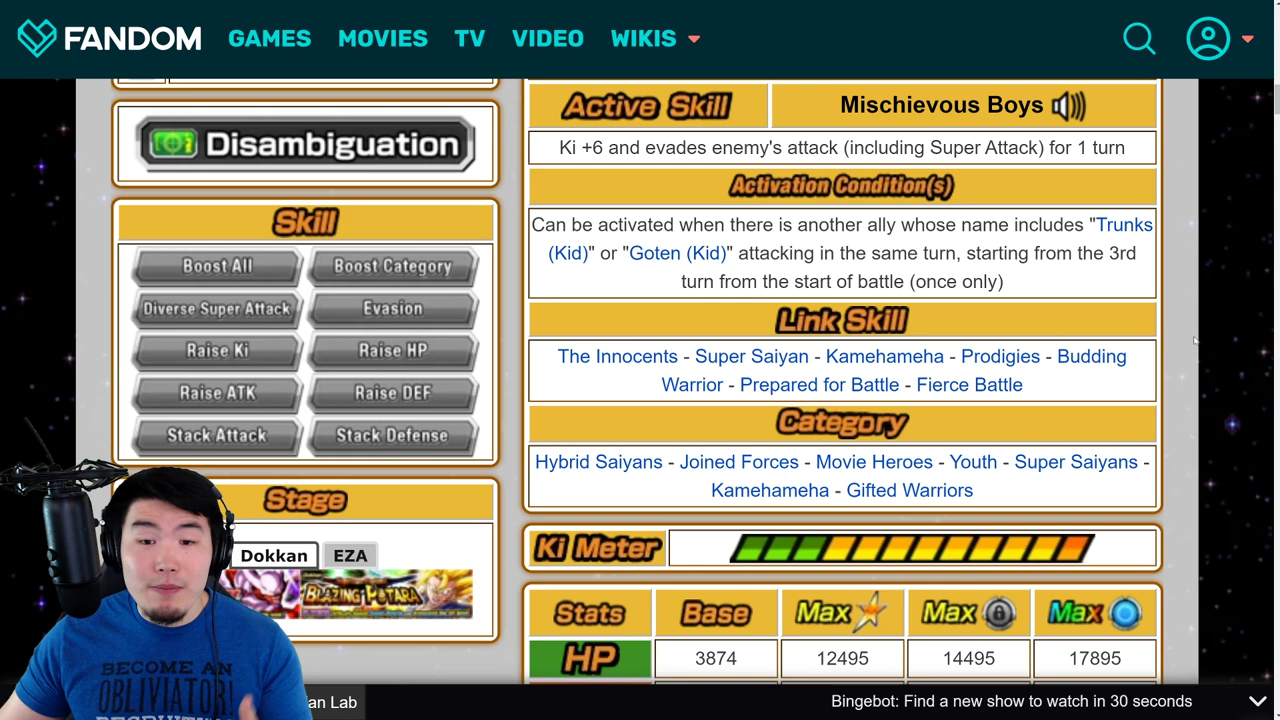 FANDOM GAMES MOVIES TV VIDEO WIKIS
Disambiguation
Skill
Boost All Boost Category
Diverse Super Attack Evasion
Raise Ki Raise HP
Raise ATK Raise DEF
Stack Attack Stack Defense
Stage
Dokkan EZA
BLAZING POTARA
BECOME AN
OBLIVIATOR!
an Lab
Active Skill Mischievous Boys
Ki +6 and evades enemy's attack (including Super Attack) for 1 turn
Activation Condition(s)
Can be activated when there is another ally whose name includes "Trunks
(Kid)" or "Goten (Kid)" attacking in the same turn, starting from the 3rd
turn from the start of battle (once only)
Link Skill
The Innocents - Super Saiyan - Kamehameha - Prodigies - Budding
Warrior - Prepared for Battle - Fierce Battle
Category
Hybrid Saiyans - Joined Forces - Movie Heroes - Youth - Super Saiyans -
Kamehameha - Gifted Warriors
Ki Meter
Stats Base Max Max Max
HP 3874 12495 14495 17895
Bingebot: Find a new show to watch in 30 seconds